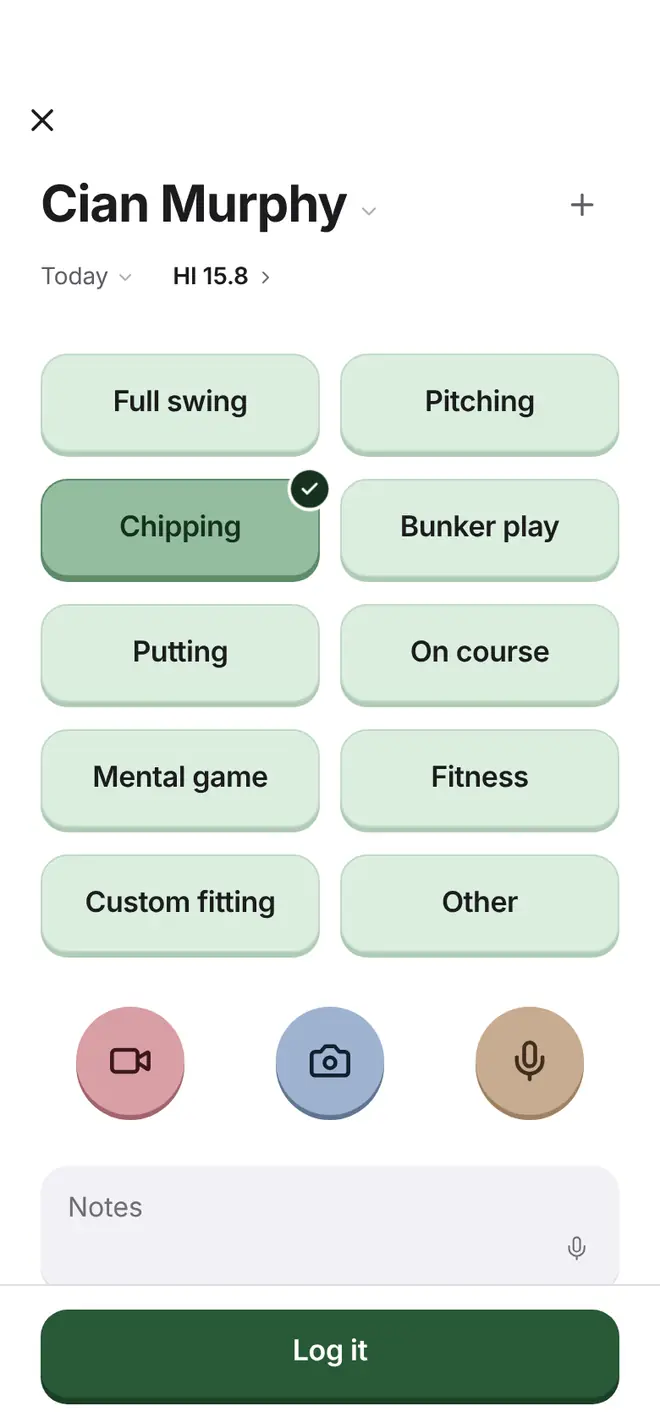 Cian Murphy
Today HI 15.8
Full swing
Pitching
Chipping
Bunker play
Putting
On course
Mental game
Fitness
Custom fitting
Other
Notes
Log it